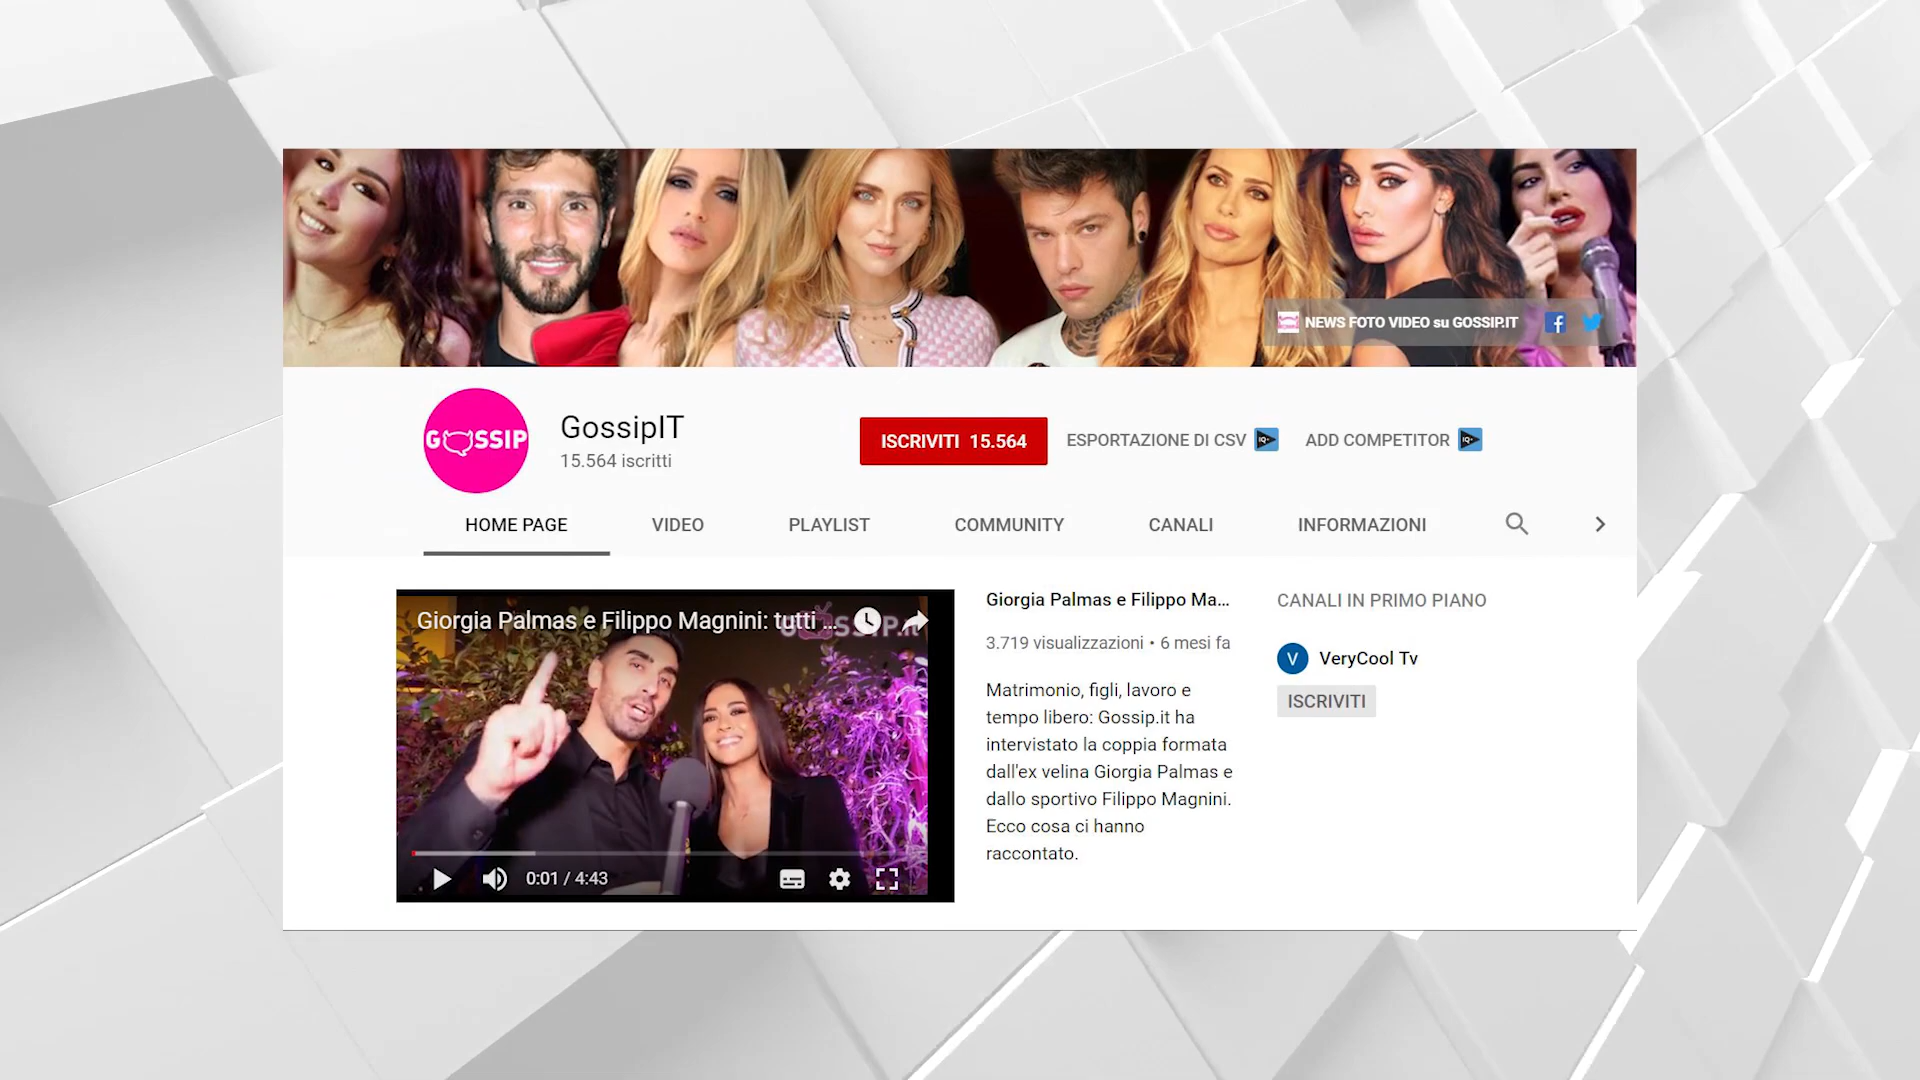 NEWS FOTO VIDEO su GOSSIP.IT
GOSSIP
GossipIT
15.564 iscritti
ISCRIVITI 15.564
ESPORTAZIONE DI CSV
IQ
ADD COMPETITOR
IQ
HOME PAGE
VIDEO
PLAYLIST
COMMUNITY
CANALI
INFORMAZIONI
Giorgia Palmas e Filippo Magnini: tutti ...
GOSSIP.it
0:01 / 4:43
Giorgia Palmas e Filippo Ma...
3.719 visualizzazioni • 6 mesi fa
Matrimonio, figli, lavoro e
tempo libero: Gossip.it ha
intervistato la coppia formata
dall'ex velina Giorgia Palmas e
dallo sportivo Filippo Magnini.
Ecco cosa ci hanno
raccontato.
CANALI IN PRIMO PIANO
V
VeryCool Tv
ISCRIVITI